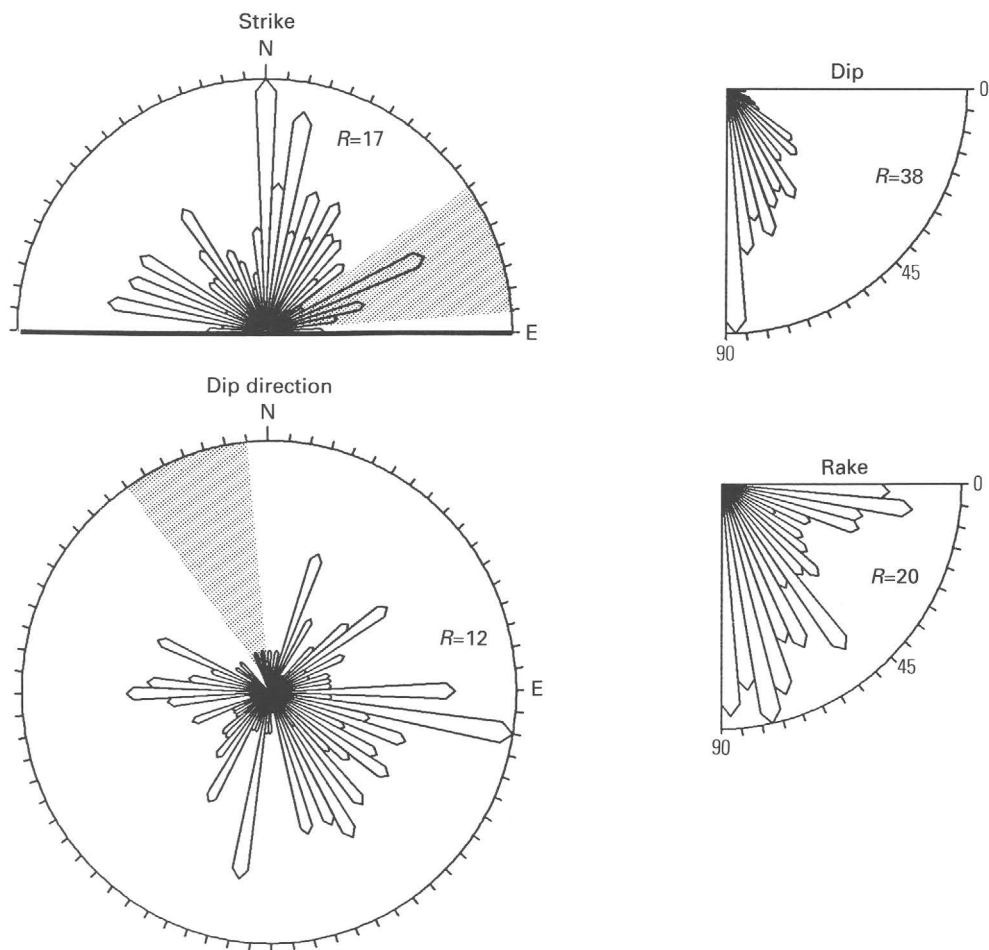 Strike
N
R=17
E
Dip
0
R=38
45
90
Dip direction
N
R=12
E
Rake
0
R=20
45
90